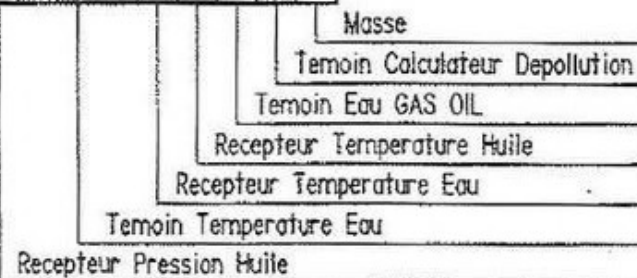 Masse
Temoin Calculateur Depollution
Temoin Eau GAS OIL
Recepteur Temperature Huile
Recepteur Temperature Eau
Temoin Temperature Eau
Recepteur Pression Huile